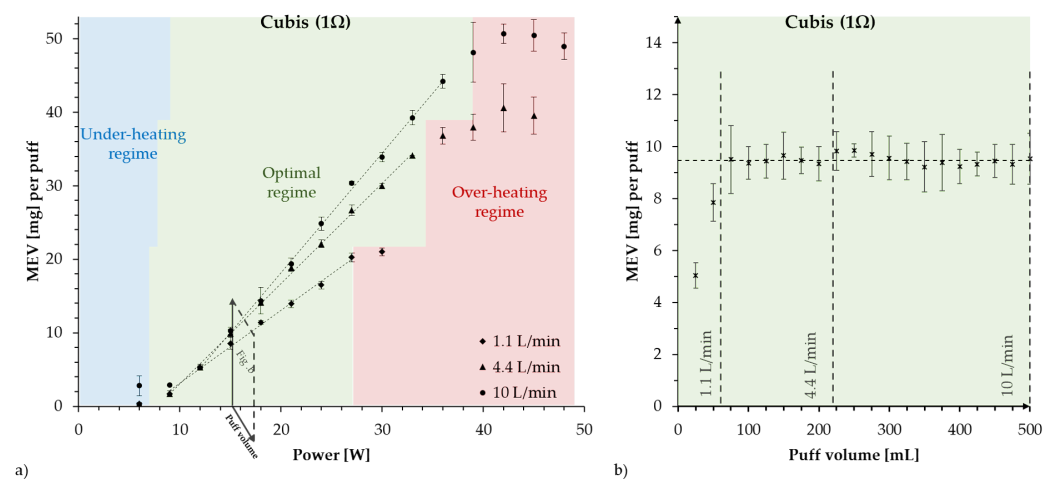 Cubis (1Ω)
MEV [mg] per puff
50
40
30
20
10
0
Under-heating
regime
Optimal
regime
Over-heating
regime
1.1 L/min
4.4 L/min
10 L/min
Fig. b
Puff volume
0 10 20 30 40 50
Power [W]
a)
Cubis (1Ω)
MEV [mg] per puff
14
12
10
8
6
4
2
0
1.1 L/min
4.4 L/min
10 L/min
0 100 200 300 400 500
Puff volume [mL]
b)